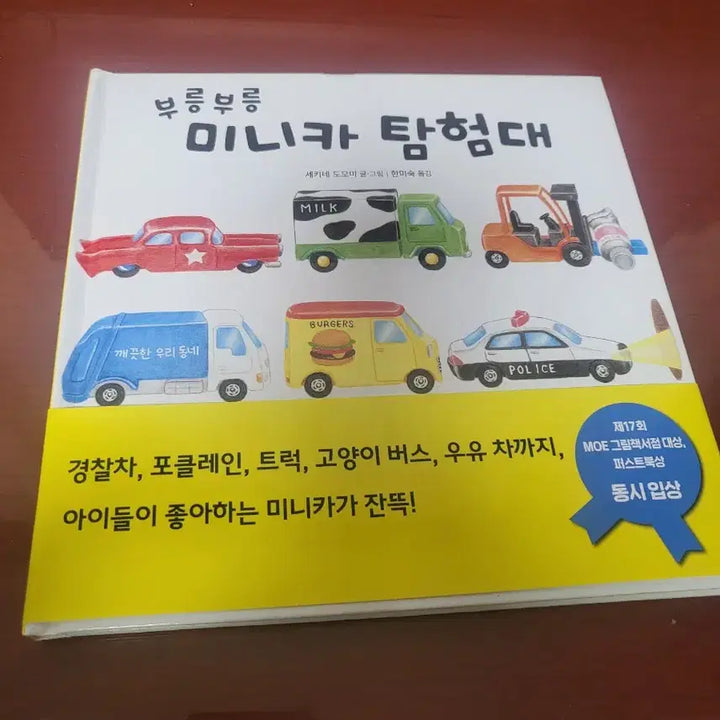 부릉부릉
미니카 탐험대
세키네 도모미 글·그림 | 한미숙 옮김
MILK
BURGERS
깨끗한 우리 동네
POLICE
경찰차, 포클레인, 트럭, 고양이 버스, 우유 차까지,
아이들이 좋아하는 미니카가 잔뜩!
제17회
MOE 그림책서점 대상,
퍼스트북상
동시 입상